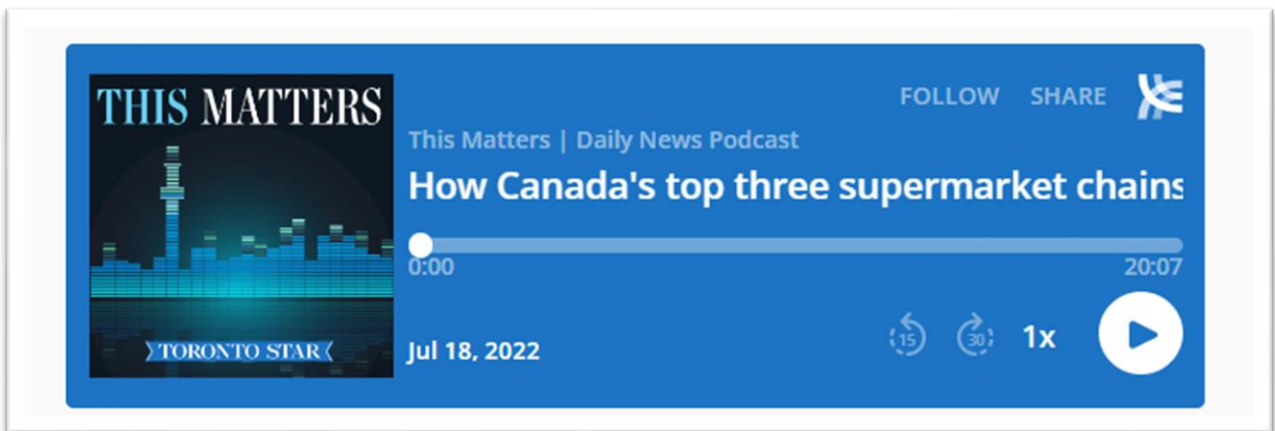 THIS MATTERS
TORONTO STAR
FOLLOW SHARE
This Matters | Daily News Podcast
How Canada's top three supermarket chains
0:00 20:07
Jul 18, 2022
15 30 1x